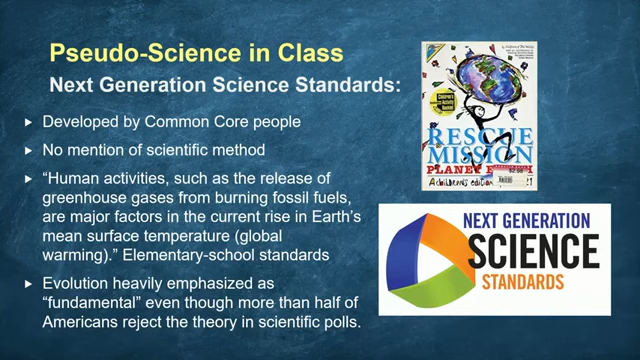 Pseudo-Science in Class
Next Generation Science Standards:
Developed by Common Core people
No mention of scientific method
“Human activities, such as the release of
greenhouse gases from burning fossil fuels,
are major factors in the current rise in Earth’s
mean surface temperature (global
warming).” Elementary-school standards
Evolution heavily emphasized as
“fundamental” even though more than half of
Americans reject the theory in scientific polls.
RESCUE
MISSION
PLANET
A children's edition
NEXT GENERATION
SCIENCE
STANDARDS